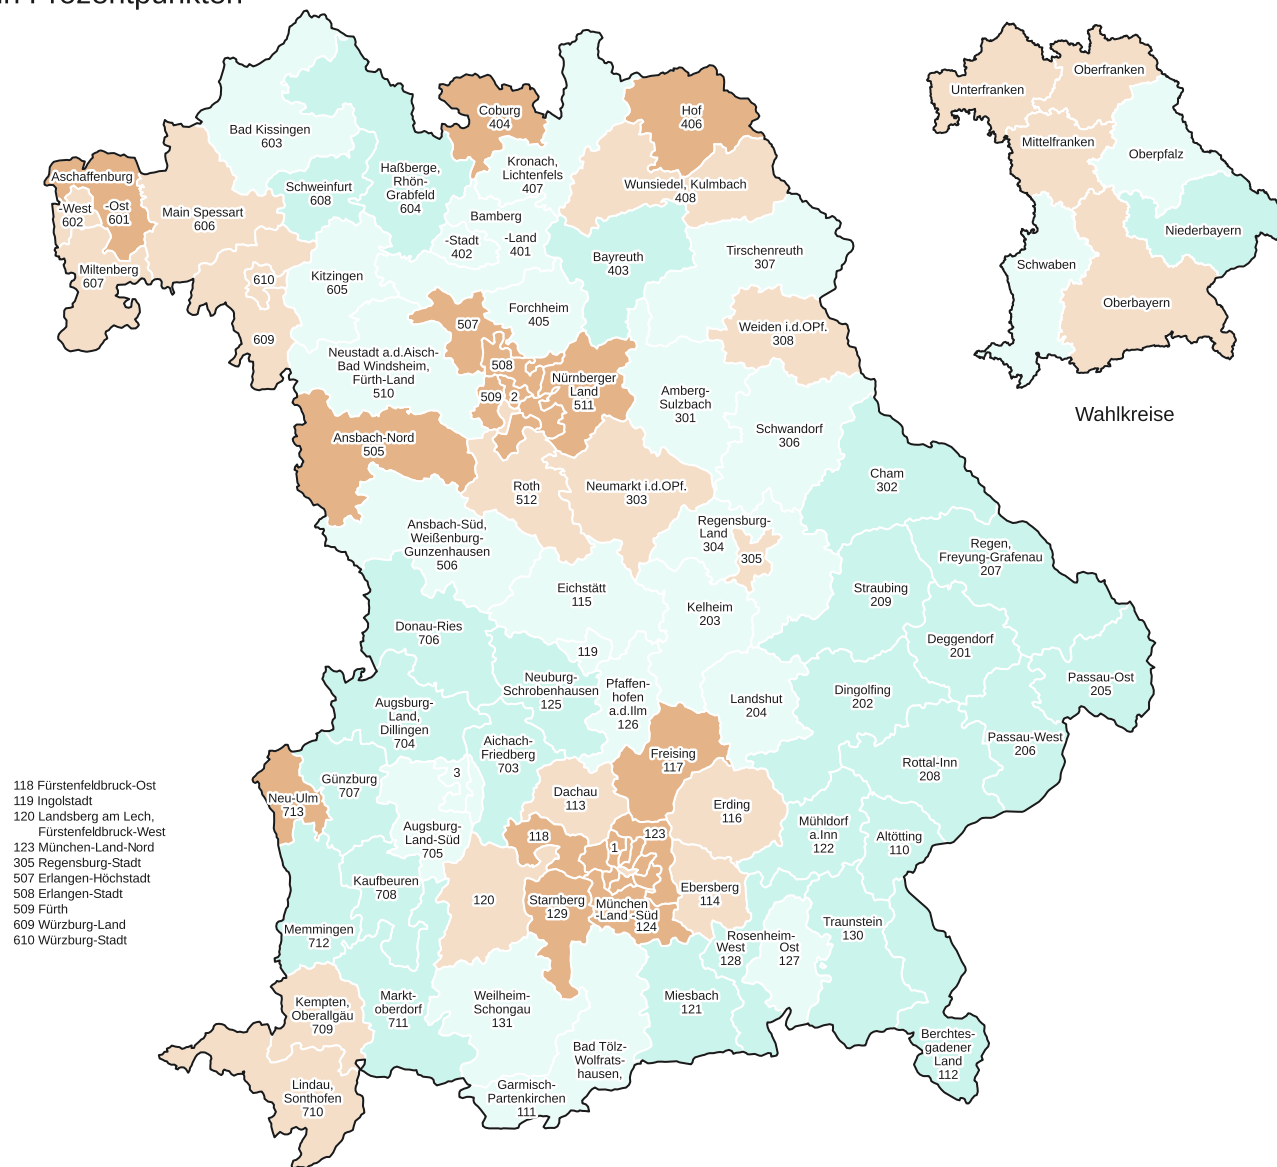 in Prozentpunkten
Unterfranken
Oberfranken
Mittelfranken
Oberpfalz
Niederbayern
Schwaben
Oberbayern
Wahlkreise
Coburg
404
Hof
406
Bad Kissingen
603
Haßberge,
Rhön-
Grabfeld
604
Kronach,
Lichtenfels
407
Wunsiedel, Kulmbach
408
Aschaffenburg
-West
602
-Ost
601
Schweinfurt
608
Main Spessart
606
Bamberg
-Stadt
402
-Land
401
Bayreuth
403
Tirschenreuth
307
Miltenberg
607
610
Kitzingen
605
Forchheim
405
507
Weiden i.d.OPf.
308
609
Neustadt a.d.Aisch-
Bad Windsheim,
Fürth-Land
510
508
509
2
Nürnberger
Land
511
Amberg-
Sulzbach
301
Schwandorf
306
Ansbach-Nord
505
Cham
302
Roth
512
Neumarkt i.d.OPf.
303
Regensburg-
Land
304
305
Ansbach-Süd,
Weißenburg-
Gunzenhausen
506
Regen,
Freyung-Grafenau
207
Eichstätt
115
Kelheim
203
Straubing
209
Donau-Ries
706
119
Deggendorf
201
Neuburg-
Schrobenhausen
125
Pfaffen-
hofen
a.d.Ilm
126
Landshut
204
Dingolfing
202
Passau-Ost
205
Augsburg-
Land,
Dillingen
704
Aichach-
Friedberg
703
Freising
117
Passau-West
206
Rottal-Inn
208
Günzburg
707
3
Neu-Ulm
713
Dachau
113
Erding
116
Augsburg-
Land-Süd
705
118
1
123
Mühldorf
a.Inn
122
Altötting
110
Kaufbeuren
708
120
Starnberg
129
München
-Land -Süd
124
Ebersberg
114
Memmingen
712
Rosenheim-
West
128
Ost
127
Traunstein
130
Kempten,
Oberallgäu
709
Markt-
oberdorf
711
Weilheim-
Schongau
131
Miesbach
121
Bad Tölz-
Wolfrats-
hausen,
Garmisch-
Partenkirchen
111
Berchtes-
gadener
Land
112
Lindau,
Sonthofen
710
118 Fürstenfeldbruck-Ost
119 Ingolstadt
120 Landsberg am Lech,
Fürstenfeldbruck-West
123 München-Land-Nord
305 Regensburg-Stadt
507 Erlangen-Höchstadt
508 Erlangen-Stadt
509 Fürth
609 Würzburg-Land
610 Würzburg-Stadt